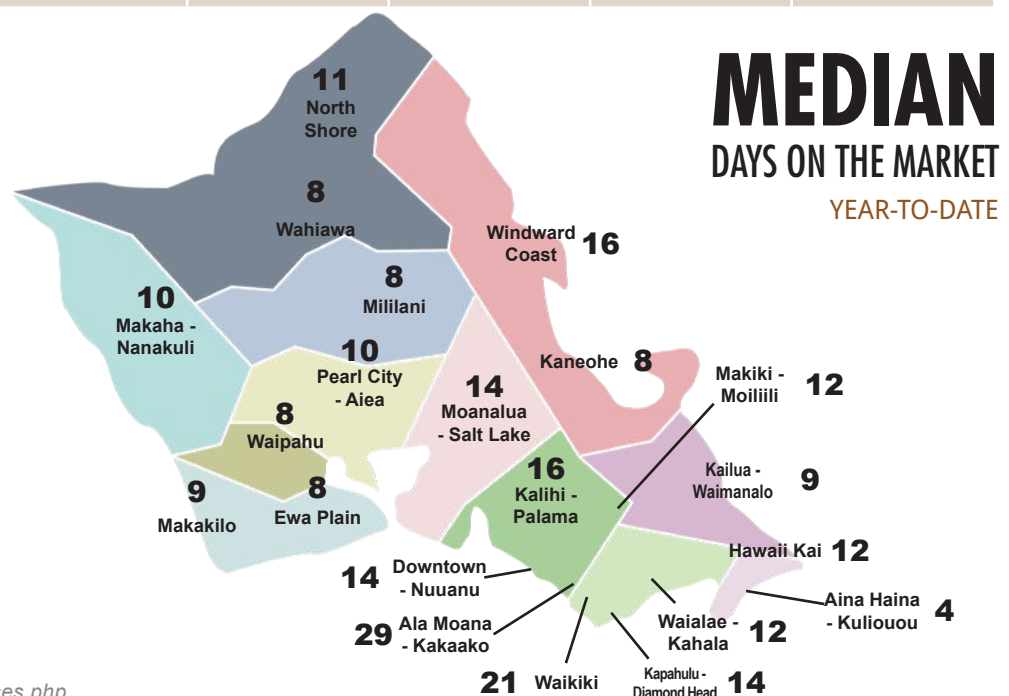 MEDIAN
DAYS ON THE MARKET
YEAR-TO-DATE
11
North
Shore
8
Wahiawa
Windward
Coast
16
8
Mililani
10
Makaha -
Nanakuli
10
Pearl City
- Aiea
Kaneohe 8
Makiki -
Moiliili
12
14
Moanalua
- Salt Lake
8
Waipahu
16
Kalihi -
Palama
Kailua -
Waimanalo
9
9
Makakilo
8
Ewa Plain
Hawaii Kai 12
14
Downtown
- Nuuanu
Aina Haina
- Kuliouou
4
29
Ala Moana
- Kakaako
Waialae -
Kahala
12
21 Waikiki
Kapahulu -
Diamond Head
14
es.php